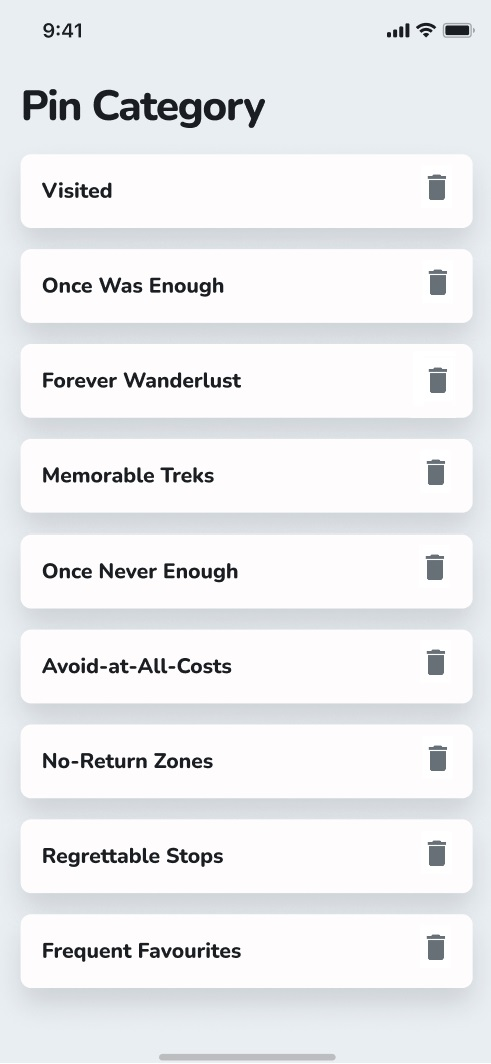 9:41
Pin Category
Visited
Once Was Enough
Forever Wanderlust
Memorable Treks
Once Never Enough
Avoid-at-All-Costs
No-Return Zones
Regrettable Stops
Frequent Favourites